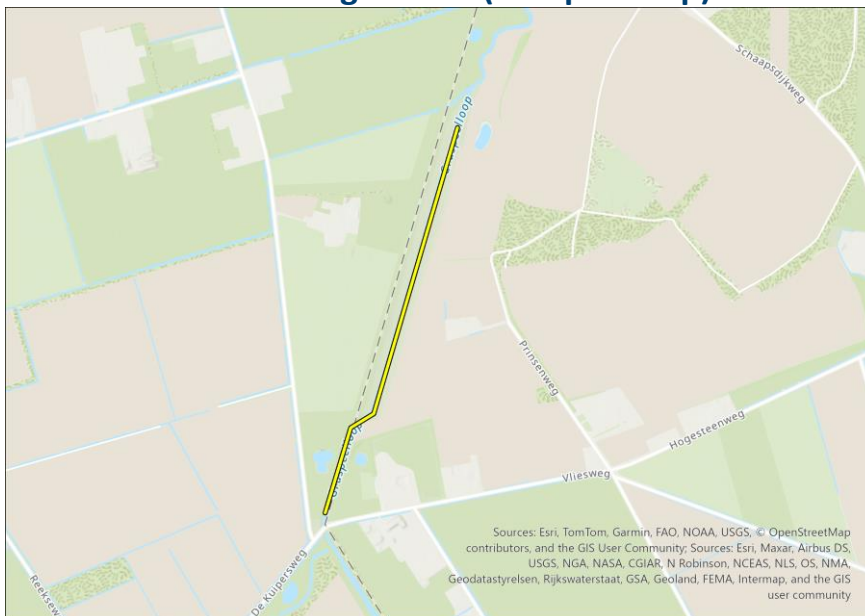 Schaapsdijkweg
Prinsenweg
Hogesteenweg
Vliesweg
De Kuipersweg
Sources: Esri, TomTom, Garmin, FAO, NOAA, USGS, © OpenStreetMap
contributors, and the GIS User Community; Sources: Esri, Maxar, Airbus DS,
USGS, NGA, NASA, CGIAR, N Robinson, NCEAS, NLS, OS, NMA,
Geodatastyrelsen, Rijkswaterstaat, GSA, Geoland, FEMA, Intermap, and the GIS
user community